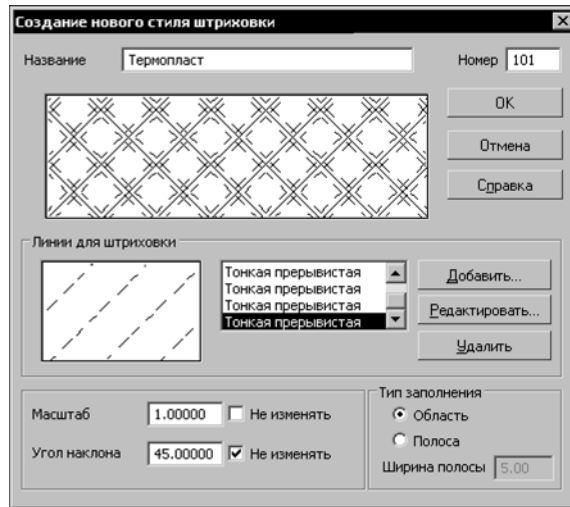 Создание нового стиля штриховки
Название Термопласт Номер 101
OK
Отмена
Справка
Линии для штриховки
Тонкая прерывистая
Тонкая прерывистая
Тонкая прерывистая
Тонкая прерывистая
Добавить...
Редактировать...
Удалить
Масштаб 1.00000 Не изменять
Угол наклона 45.00000 Не изменять
Тип заполнения
Область
Полоса
Ширина полосы 5.00